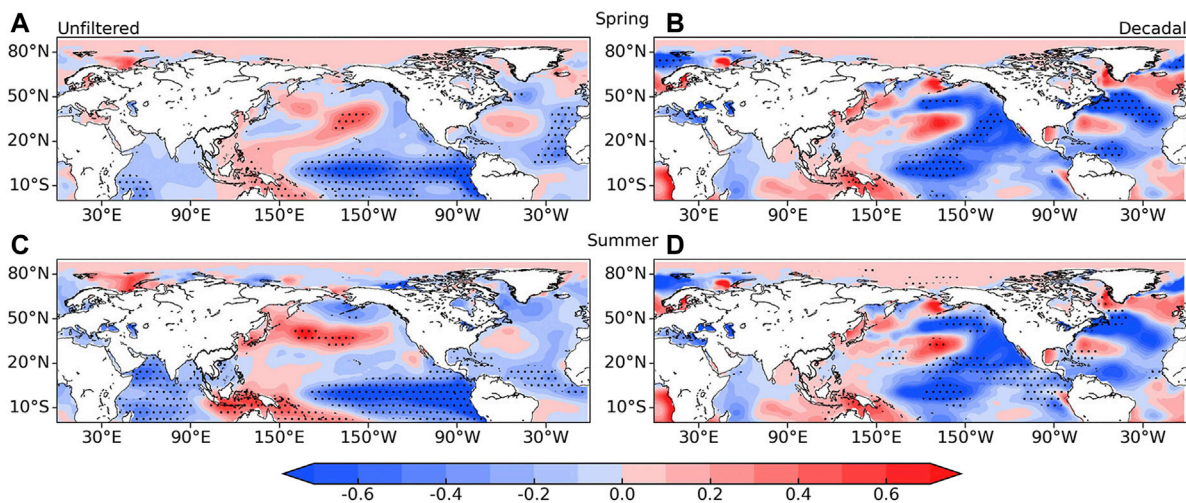 A Spring B
Unfiltered Decadal
80°N 80°N
50°N 50°N
20°N 20°N
10°S 10°S
30°E 90°E 150°E 150°W 90°W 30°W 30°E 90°E 150°E 150°W 90°W 30°W
C Summer D
80°N 80°N
50°N 50°N
20°N 20°N
10°S 10°S
30°E 90°E 150°E 150°W 90°W 30°W 30°E 90°E 150°E 150°W 90°W 30°W
-0.6 -0.4 -0.2 0.0 0.2 0.4 0.6